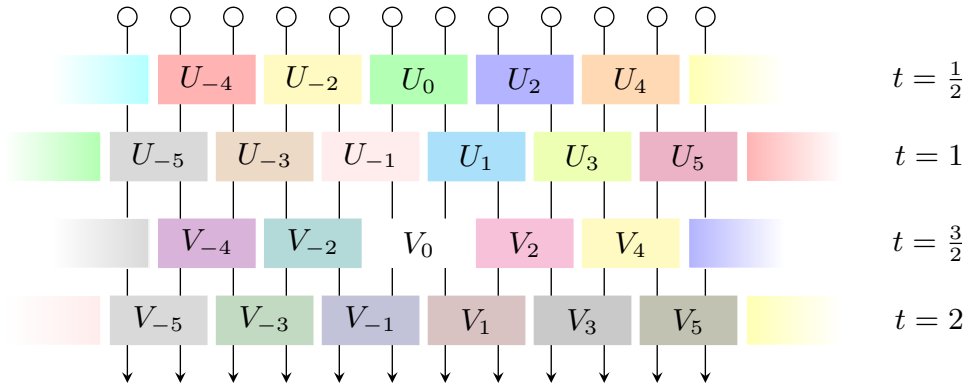 U₋₄ U₋₂ U₀ U₂ U₄ t = 1/2
U₋₅ U₋₃ U₋₁ U₁ U₃ U₅ t = 1
V₋₄ V₋₂ V₀ V₂ V₄ t = 3/2
V₋₅ V₋₃ V₋₁ V₁ V₃ V₅ t = 2